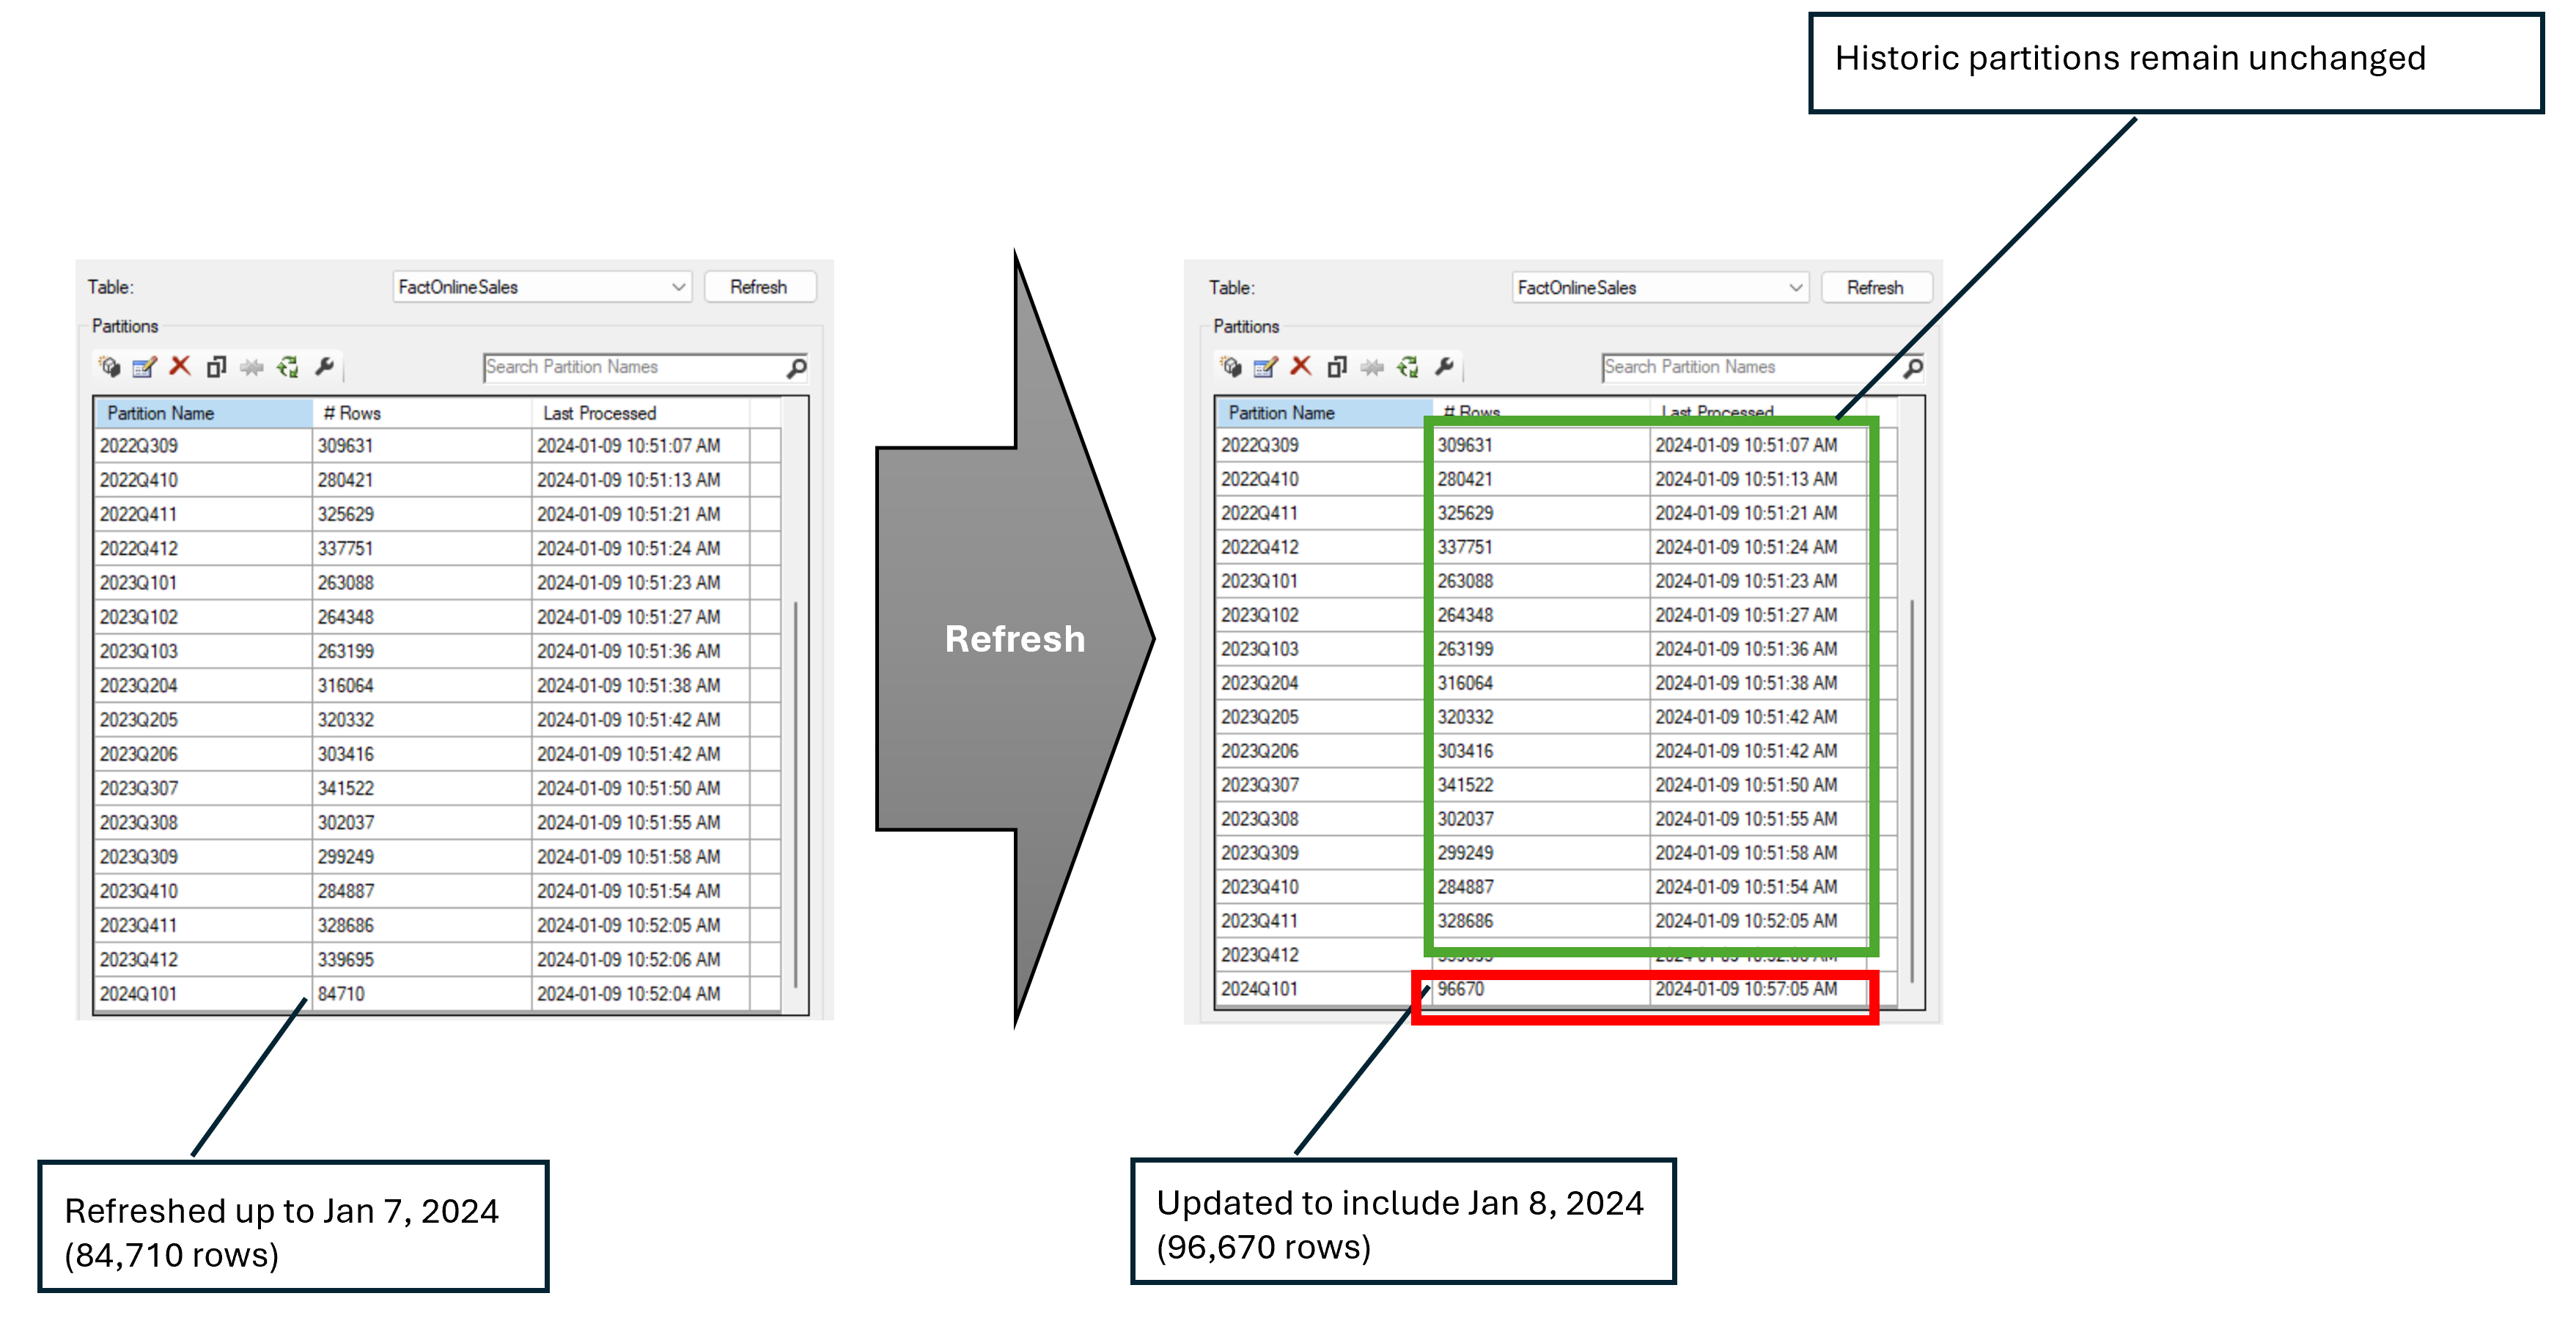 Historic partitions remain unchanged
Table: FactOnlineSales Refresh
Partitions
Search Partition Names
Partition Name # Rows Last Processed
2022Q309 309631 2024-01-09 10:51:07 AM
2022Q410 280421 2024-01-09 10:51:13 AM
2022Q411 325629 2024-01-09 10:51:21 AM
2022Q412 337751 2024-01-09 10:51:24 AM
2023Q101 263088 2024-01-09 10:51:23 AM
2023Q102 264348 2024-01-09 10:51:27 AM
2023Q103 263199 2024-01-09 10:51:36 AM
2023Q204 316064 2024-01-09 10:51:38 AM
2023Q205 320332 2024-01-09 10:51:42 AM
2023Q206 303416 2024-01-09 10:51:42 AM
2023Q307 341522 2024-01-09 10:51:50 AM
2023Q308 302037 2024-01-09 10:51:55 AM
2023Q309 299249 2024-01-09 10:51:58 AM
2023Q410 284887 2024-01-09 10:51:54 AM
2023Q411 328686 2024-01-09 10:52:05 AM
2023Q412 339695 2024-01-09 10:52:06 AM
2024Q101 84710 2024-01-09 10:52:04 AM
Refreshed up to Jan 7, 2024
(84,710 rows)
Refresh
Table: FactOnlineSales Refresh
Partitions
Search Partition Names
Partition Name # Rows Last Processed
2022Q309 309631 2024-01-09 10:51:07 AM
2022Q410 280421 2024-01-09 10:51:13 AM
2022Q411 325629 2024-01-09 10:51:21 AM
2022Q412 337751 2024-01-09 10:51:24 AM
2023Q101 263088 2024-01-09 10:51:23 AM
2023Q102 264348 2024-01-09 10:51:27 AM
2023Q103 263199 2024-01-09 10:51:36 AM
2023Q204 316064 2024-01-09 10:51:38 AM
2023Q205 320332 2024-01-09 10:51:42 AM
2023Q206 303416 2024-01-09 10:51:42 AM
2023Q307 341522 2024-01-09 10:51:50 AM
2023Q308 302037 2024-01-09 10:51:55 AM
2023Q309 299249 2024-01-09 10:51:58 AM
2023Q410 284887 2024-01-09 10:51:54 AM
2023Q411 328686 2024-01-09 10:52:05 AM
2023Q412
2024Q101 96670 2024-01-09 10:57:05 AM
Updated to include Jan 8, 2024
(96,670 rows)